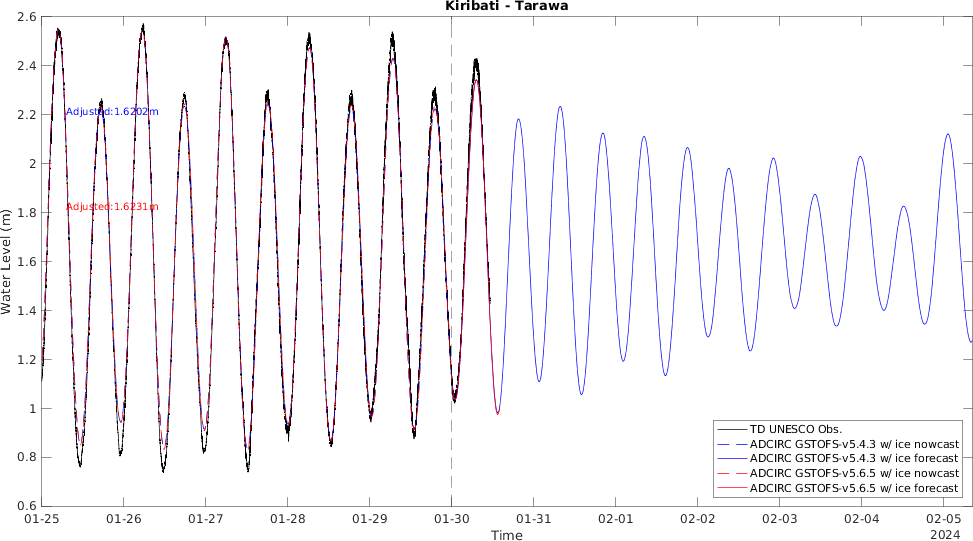 Kiribati - Tarawa
2.6
2.4
2.2
2
1.8
1.6
1.4
1.2
1
0.8
0.6
Water Level (m)
Adjusted:1.6202m
Adjusted:1.6231m
TD UNESCO Obs.
ADCIRC GSTOFS-v5.4.3 w/ ice nowcast
ADCIRC GSTOFS-v5.4.3 w/ ice forecast
ADCIRC GSTOFS-v5.6.5 w/ ice nowcast
ADCIRC GSTOFS-v5.6.5 w/ ice forecast
01-25 01-26 01-27 01-28 01-29 01-30 01-31 02-01 02-02 02-03 02-04 02-05
Time 2024